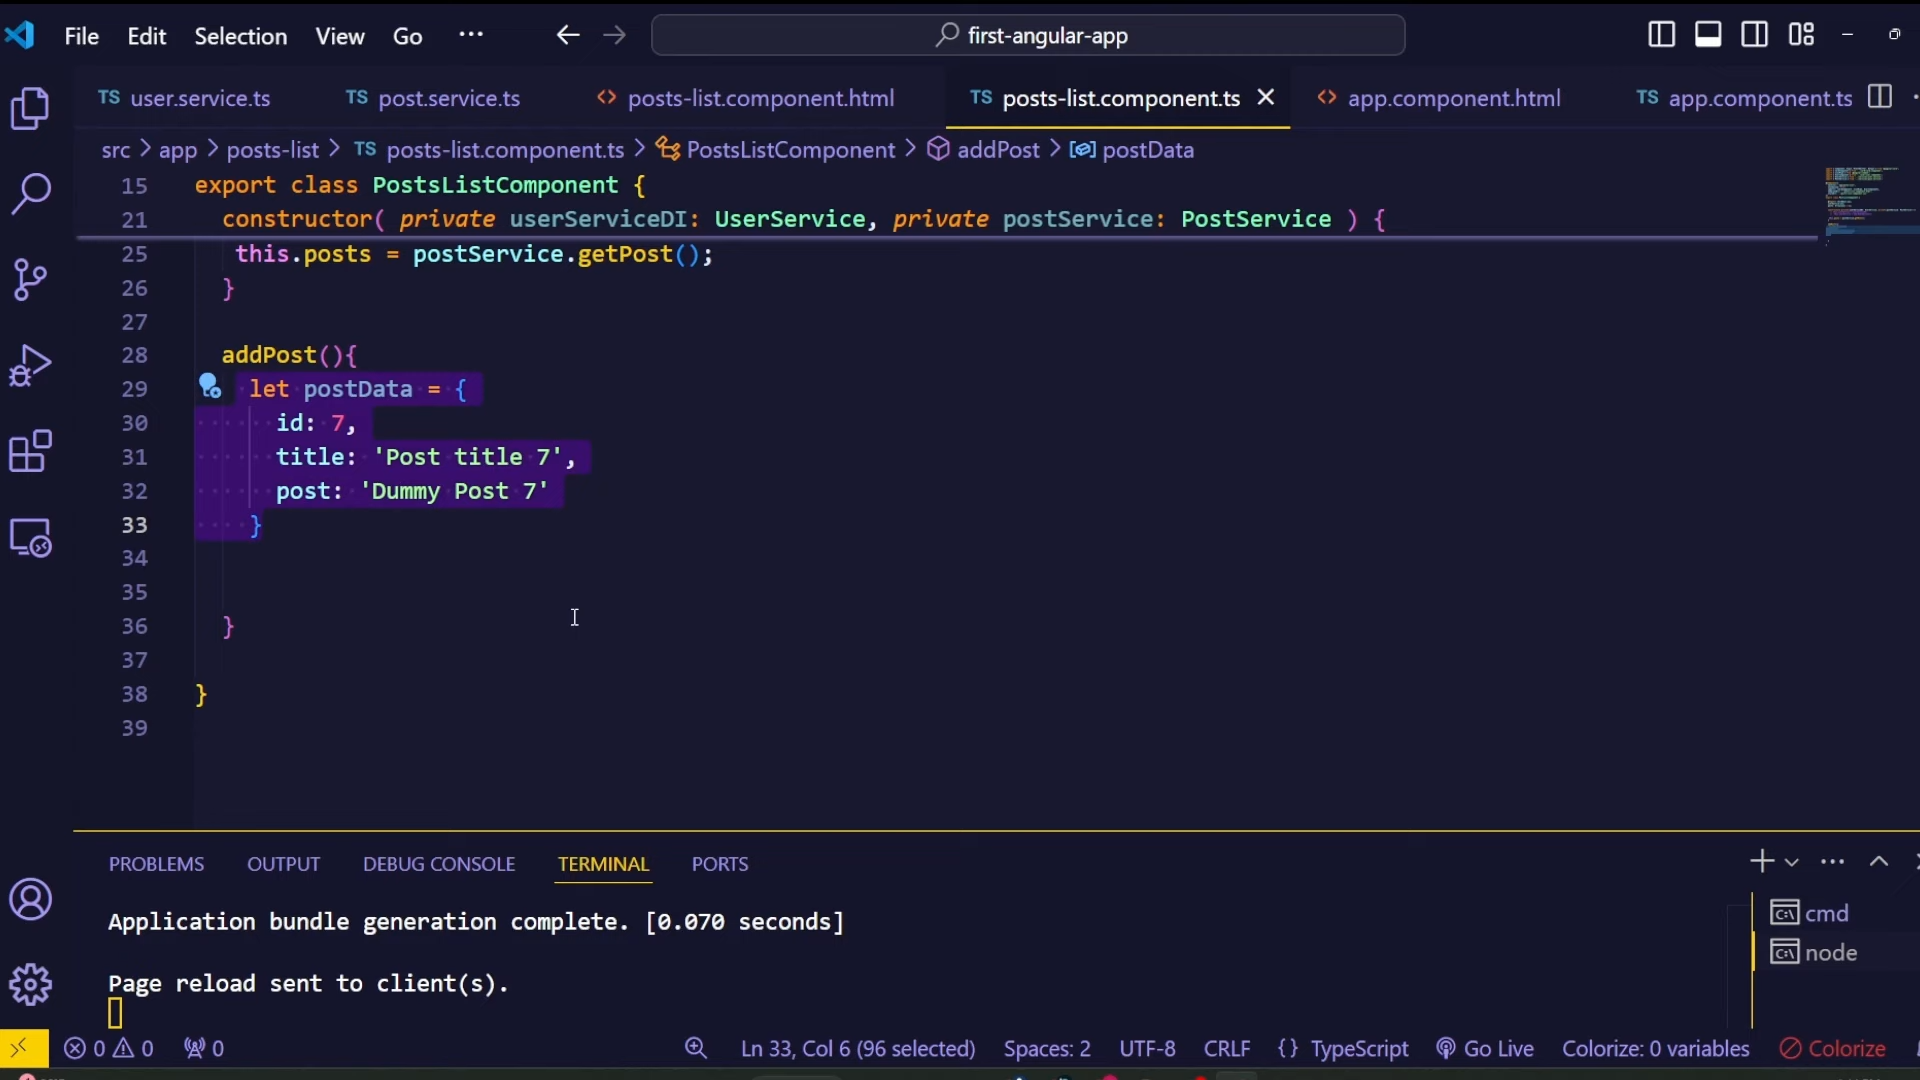 File Edit Selection View Go ··· first-angular-app
TS user.service.ts TS post.service.ts <> posts-list.component.html TS posts-list.component.ts <> app.component.html TS app.component.ts
src > app > posts-list > TS posts-list.component.ts > PostsListComponent > addPost > postData
15 export class PostsListComponent {
21 constructor( private userServiceDI: UserService, private postService: PostService ) {
25 this.posts = postService.getPost();
26 }
27
28 addPost(){
29 let postData = {
30 id: 7,
31 title: 'Post title 7',
32 post: 'Dummy Post 7'
33 }
34
35
36 }
37
38 }
39
PROBLEMS OUTPUT DEBUG CONSOLE TERMINAL PORTS
Application bundle generation complete. [0.070 seconds]
cmd
node
Page reload sent to client(s).
0 0 0 Ln 33, Col 6 (96 selected) Spaces: 2 UTF-8 CRLF {} TypeScript Go Live Colorize: 0 variables Colorize